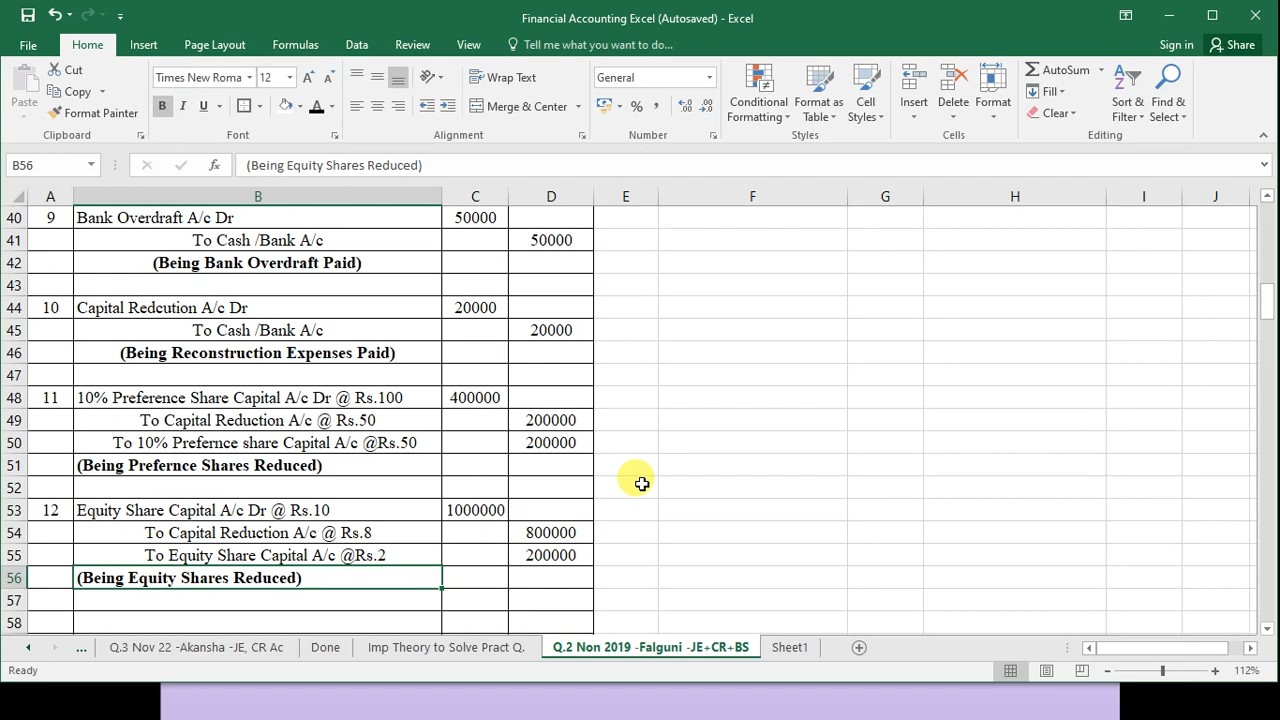 Financial Accounting Excel (Autosaved) - Excel
File Home Insert Page Layout Formulas Data Review View Tell me what you want to do... Sign in Share
Paste Cut Copy Format Painter Clipboard
Times New Roma 12 B I U A Font
Wrap Text Merge & Center Alignment
General % Number
Conditional Formatting Format as Table Cell Styles Styles
Insert Delete Format Cells
AutoSum Fill Clear Sort & Filter Find & Select Editing
B56 fx (Being Equity Shares Reduced)
A B C D E F G H I J
40 9 Bank Overdraft A/c Dr 50000
41 To Cash /Bank A/c 50000
42 (Being Bank Overdraft Paid)
43
44 10 Capital Redcution A/c Dr 20000
45 To Cash /Bank A/c 20000
46 (Being Reconstruction Expenses Paid)
47
48 11 10% Preference Share Capital A/c Dr @ Rs.100 400000
49 To Capital Reduction A/c @ Rs.50 200000
50 To 10% Prefernce share Capital A/c @Rs.50 200000
51 (Being Prefernce Shares Reduced)
52
53 12 Equity Share Capital A/c Dr @ Rs.10 1000000
54 To Capital Reduction A/c @ Rs.8 800000
55 To Equity Share Capital A/c @Rs.2 200000
56 (Being Equity Shares Reduced)
57
58
... Q.3 Nov 22 -Akansha -JE, CR Ac Done Imp Theory to Solve Pract Q. Q.2 Non 2019 -Falguni -JE+CR+BS Sheet1
Ready 112%